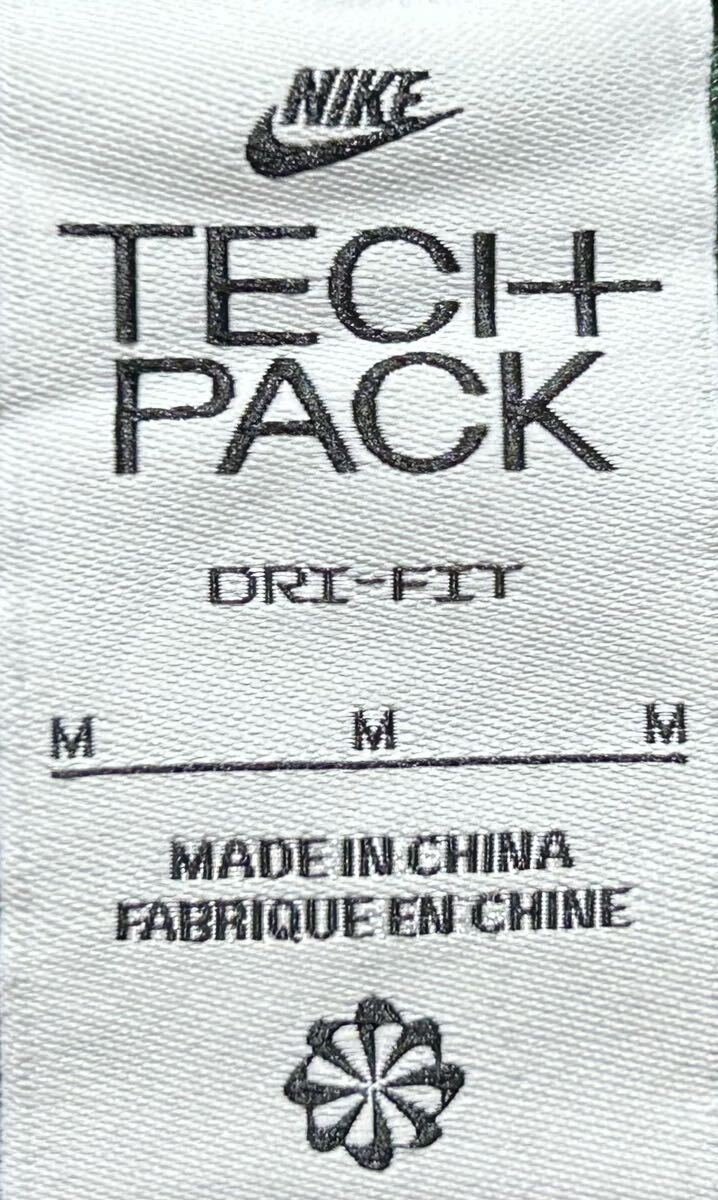 NIKE
TECH
PACK
DRI-FIT
M M M
MADE IN CHINA
FABRIQUE EN CHINE